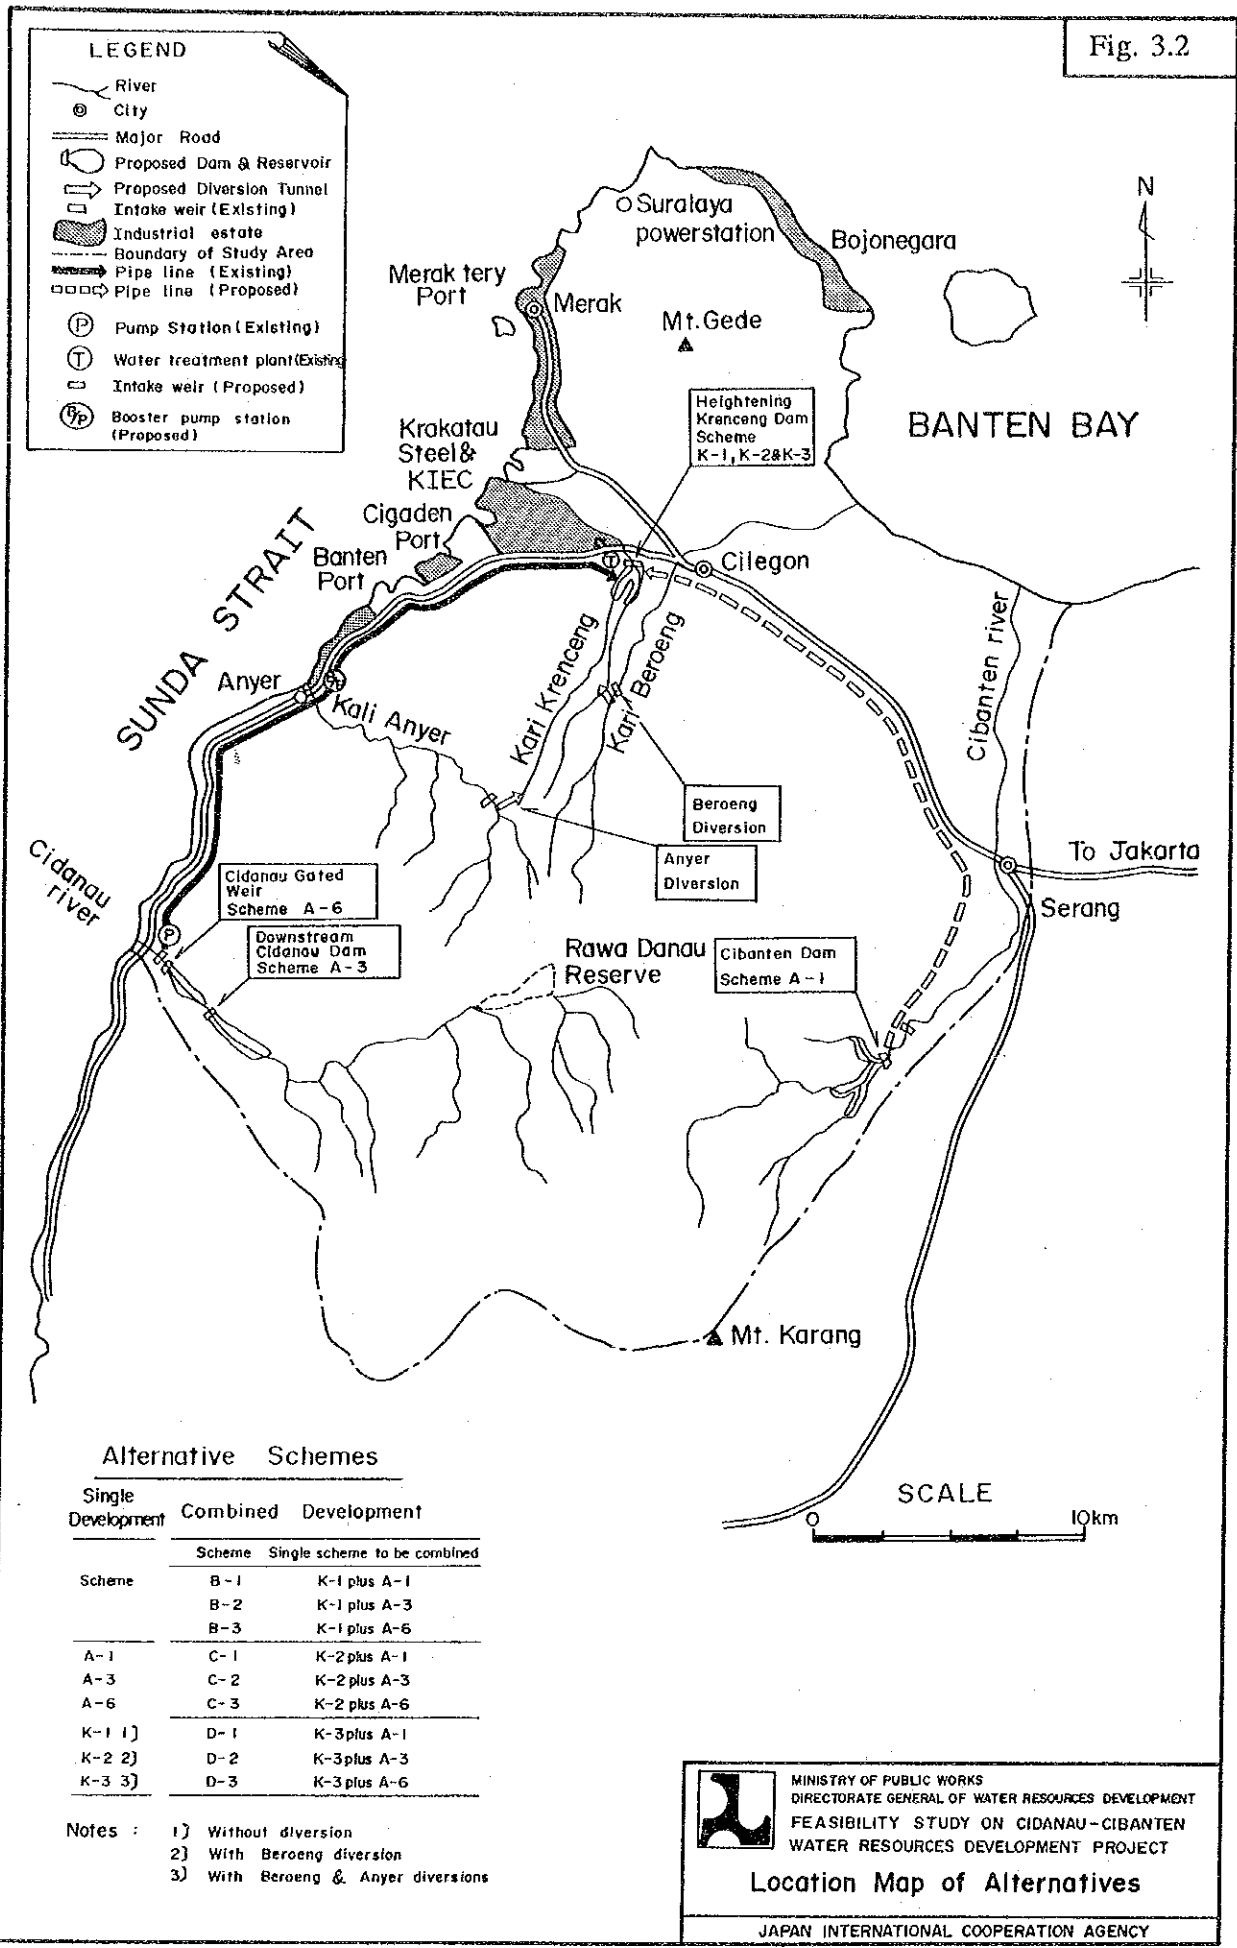 Fig. 3.2
LEGEND
River
City
Major Road
Proposed Dam & Reservoir
Proposed Diversion Tunnel
Intake weir (Existing)
Industrial estate
Boundary of Study Area
Pipe line (Existing)
Pipe line (Proposed)
P
Pump Station (Existing)
T
Water treatment plant (Existing
Intake weir (Proposed)
B/P
Booster pump station
(Proposed)
N
Suralaya
powerstation
Bojonegara
Merak tery
Port
Merak
Mt. Gede
Heightening
Krenceng Dam
Scheme
K-1, K-2&K-3
BANTEN BAY
Krakatau
Steel &
KIEC
Cigaden
Port
Banten
Port
SUNDA STRAIT
T
Cilegon
Anyer
Kali Anyer
Kari Krenceng
Kari Beroeng
Cibanten river
Beroeng
Diversion
Anyer
Diversion
To Jakarta
Serang
Cidanau
river
Cidanau Gated
Weir
Scheme A-6
P
Downstream
Cidanau Dam
Scheme A-3
Rawa Danau
Reserve
Cibanten Dam
Scheme A-1
Mt. Karang
SCALE
0 10km
Alternative Schemes
Single
Development
Combined Development
Scheme Single scheme to be combined
Scheme B-1 K-1 plus A-1
B-2 K-1 plus A-3
B-3 K-1 plus A-6
A-1 C-1 K-2 plus A-1
A-3 C-2 K-2 plus A-3
A-6 C-3 K-2 plus A-6
K-1 1) D-1 K-3 plus A-1
K-2 2) D-2 K-3 plus A-3
K-3 3) D-3 K-3 plus A-6
Notes : 1) Without diversion
2) With Beroeng diversion
3) With Beroeng & Anyer diversions
MINISTRY OF PUBLIC WORKS
DIRECTORATE GENERAL OF WATER RESOURCES DEVELOPMENT
FEASIBILITY STUDY ON CIDANAU-CIBANTEN
WATER RESOURCES DEVELOPMENT PROJECT
Location Map of Alternatives
JAPAN INTERNATIONAL COOPERATION AGENCY